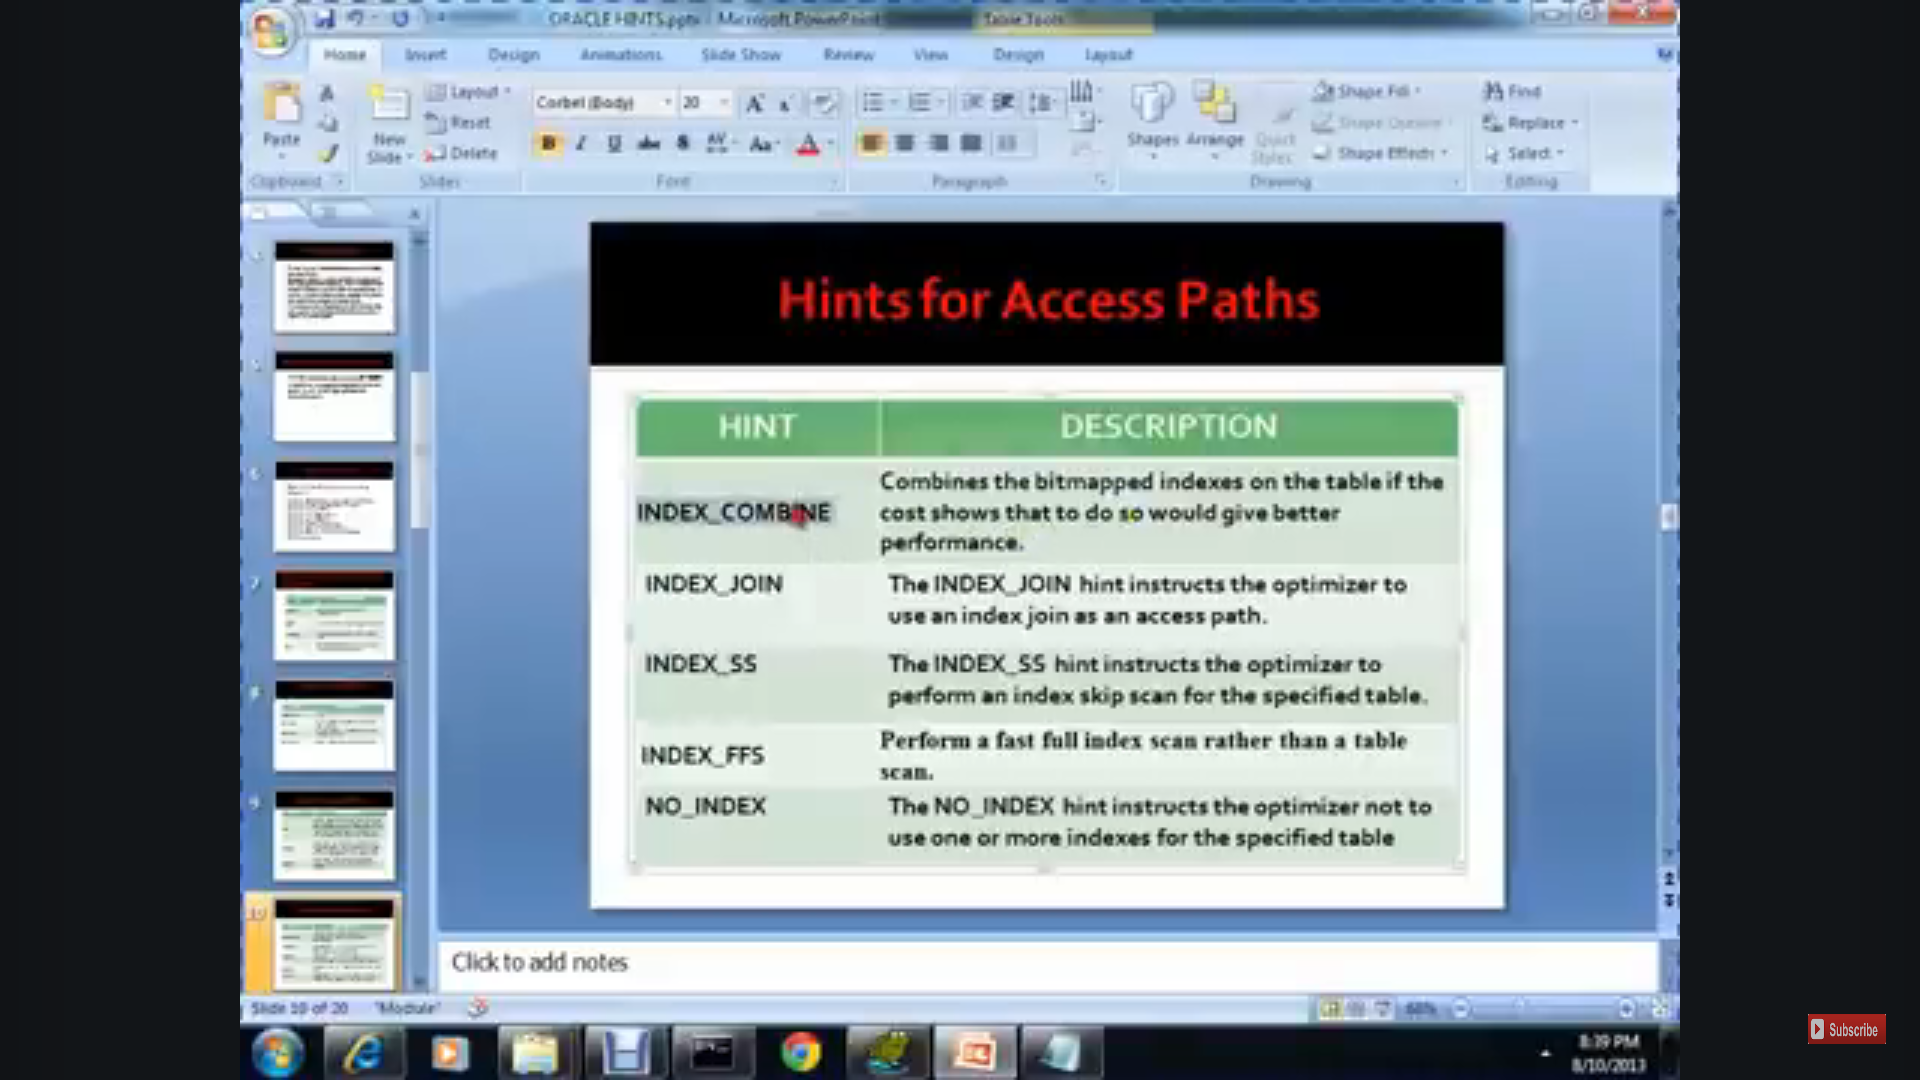 ORACLE HINTS.pptx - Microsoft PowerPoint
Table Tools
Home Insert Design Animations Slide Show Review View Design Layout
Paste
Clipboard
New
Slide
Layout
Reset
Delete
Slides
Corbel (Body) 20
Font
Paragraph
Shapes Arrange Quick
Styles
Shape Fill
Shape Outline
Shape Effects
Drawing
Find
Replace
Select
Editing
Hints for Access Paths
HINT DESCRIPTION
INDEX_COMBINE
Combines the bitmapped indexes on the table if the
cost shows that to do so would give better
performance.
INDEX_JOIN
The INDEX_JOIN hint instructs the optimizer to
use an index join as an access path.
INDEX_SS
The INDEX_SS hint instructs the optimizer to
perform an index skip scan for the specified table.
INDEX_FFS
Perform a fast full index scan rather than a table
scan.
NO_INDEX
The NO_INDEX hint instructs the optimizer not to
use one or more indexes for the specified table
Click to add notes
Slide 10 of 20 "Module"
68%
8:39 PM
8/10/2013
Subscribe